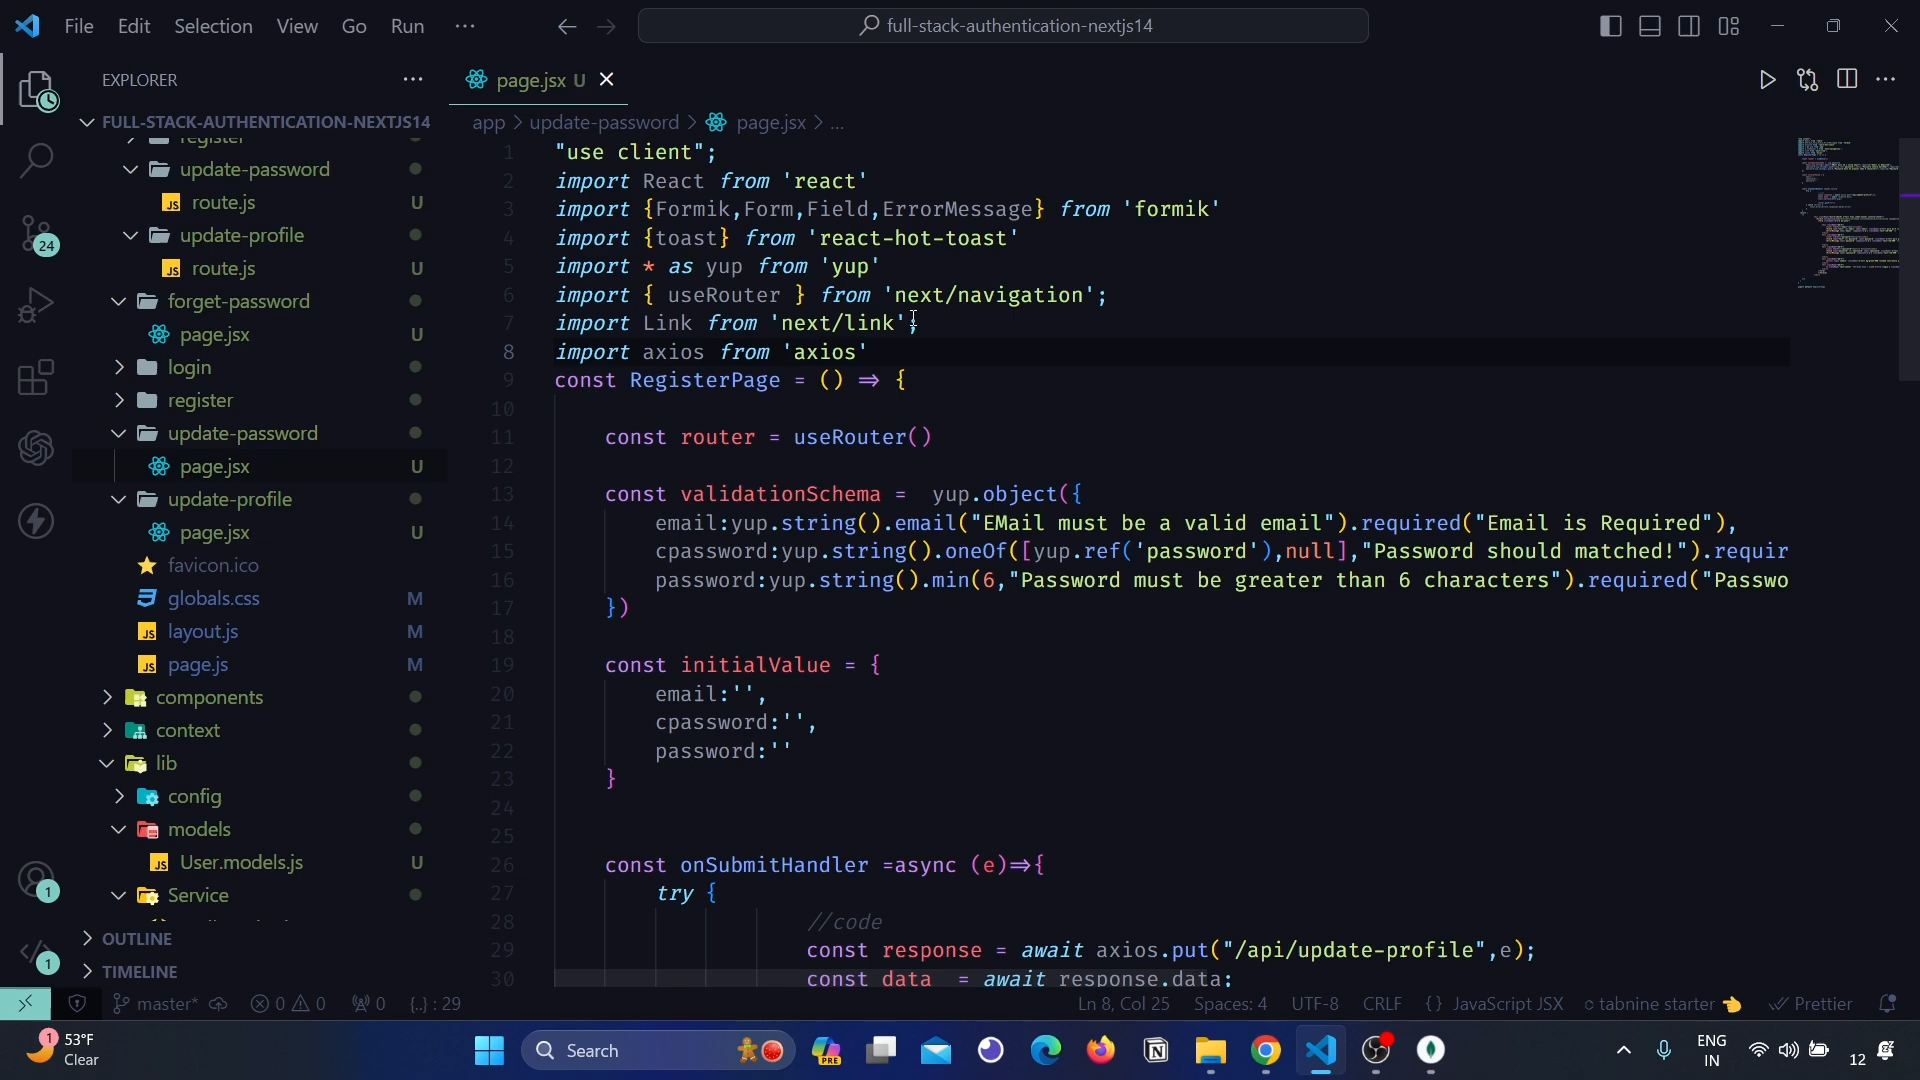 File Edit Selection View Go Run ···
full-stack-authentication-nextjs14
EXPLORER
FULL-STACK-AUTHENTICATION-NEXTJS14
register
update-password
route.js U
update-profile
route.js U
forget-password
page.jsx U
login
register
update-password
page.jsx U
update-profile
page.jsx U
favicon.ico
globals.css M
layout.js M
page.js M
components
context
lib
config
models
User.models.js U
Service
OUTLINE
TIMELINE
24
1
1
page.jsx U
app > update-password > page.jsx > ...
1 "use client";
2 import React from 'react'
3 import {Formik,Form,Field,ErrorMessage} from 'formik'
4 import {toast} from 'react-hot-toast'
5 import * as yup from 'yup'
6 import { useRouter } from 'next/navigation';
7 import Link from 'next/link';
8 import axios from 'axios'
9 const RegisterPage = () => {
10
11 const router = useRouter()
12
13 const validationSchema = yup.object({
14 email:yup.string().email("EMail must be a valid email").required("Email is Required"),
15 cpassword:yup.string().oneOf([yup.ref('password'),null],"Password should matched!").requir
16 password:yup.string().min(6,"Password must be greater than 6 characters").required("Passwo
17 })
18
19 const initialValue = {
20 email:'',
21 cpassword:'',
22 password:''
23 }
24
25
26 const onSubmitHandler =async (e)=>{
27 try {
28 //code
29 const response = await axios.put("/api/update-profile",e);
30 const data = await response.data;
master* 0 0 0 {..} : 29 Ln 8, Col 25 Spaces: 4 UTF-8 CRLF {} JavaScript JSX tabnine starter Prettier
1 53°F
Clear
Search
PRE
ENG
IN
12